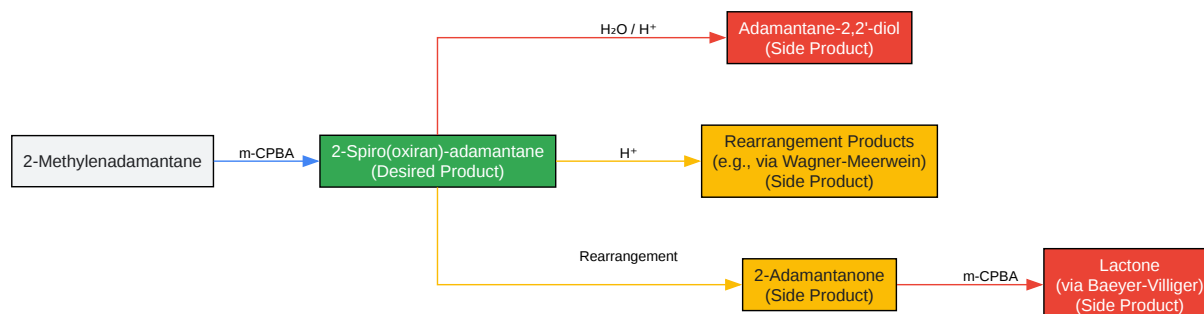 H₂O / H⁺
Adamantane-2,2'-diol
(Side Product)
2-Methylenadamantane
m-CPBA
2-Spiro(oxiran)-adamantane
(Desired Product)
H⁺
Rearrangement Products
(e.g., via Wagner-Meerwein)
(Side Product)
Rearrangement
2-Adamantanone
(Side Product)
m-CPBA
Lactone
(via Baeyer-Villiger)
(Side Product)